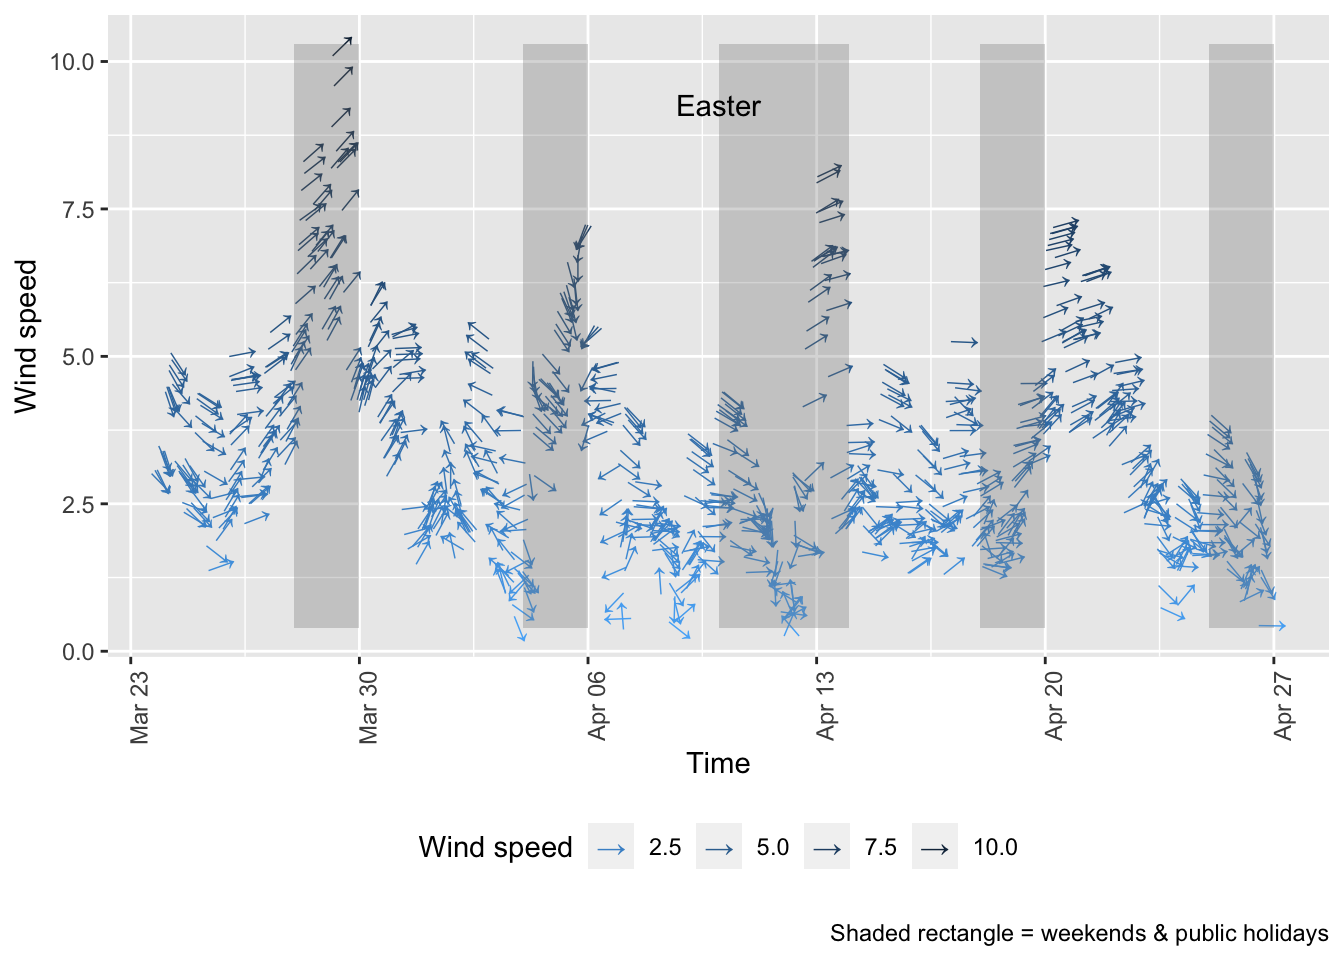 10.0
7.5
5.0
2.5
0.0
Wind speed
Easter
Mar 23
Mar 30
Apr 06
Apr 13
Apr 20
Apr 27
Time
Wind speed 2.5 5.0 7.5 10.0
Shaded rectangle = weekends & public holidays